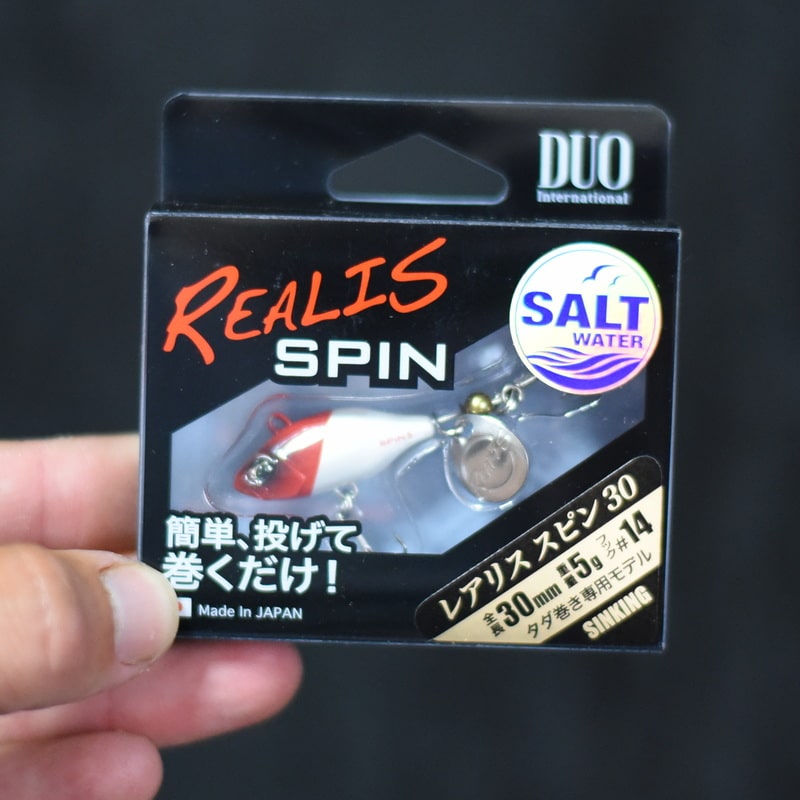 DUO
International
REALIS
SPIN
SALT
WATER
簡単、投げて
巻くだけ!
Made In JAPAN
レアリス スピン 30
全長30mm 重量5g フック#14
タダ巻き専用モデル
SINKING